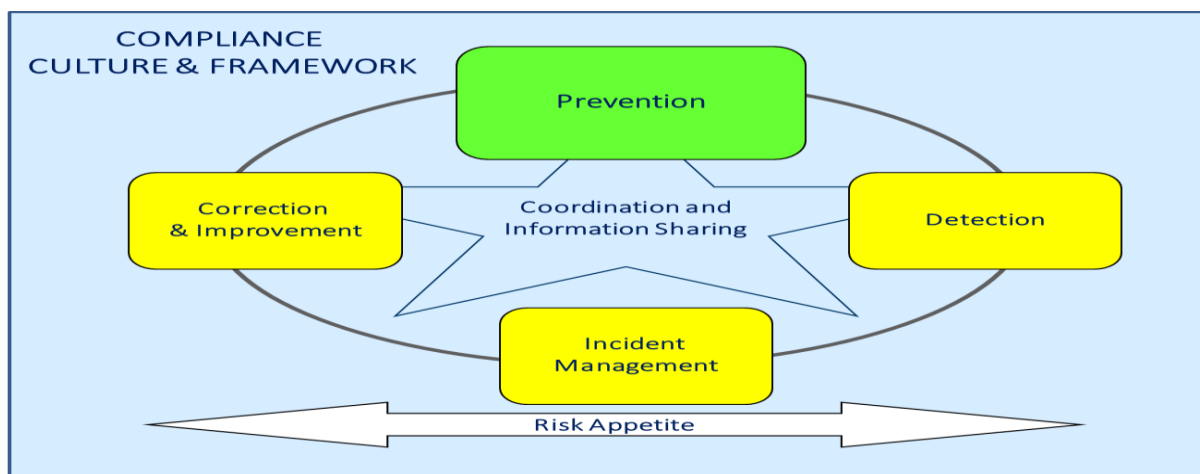 COMPLIANCE
CULTURE & FRAMEWORK
Prevention
Correction
& Improvement
Coordination and
Information Sharing
Detection
Incident
Management
Risk Appetite